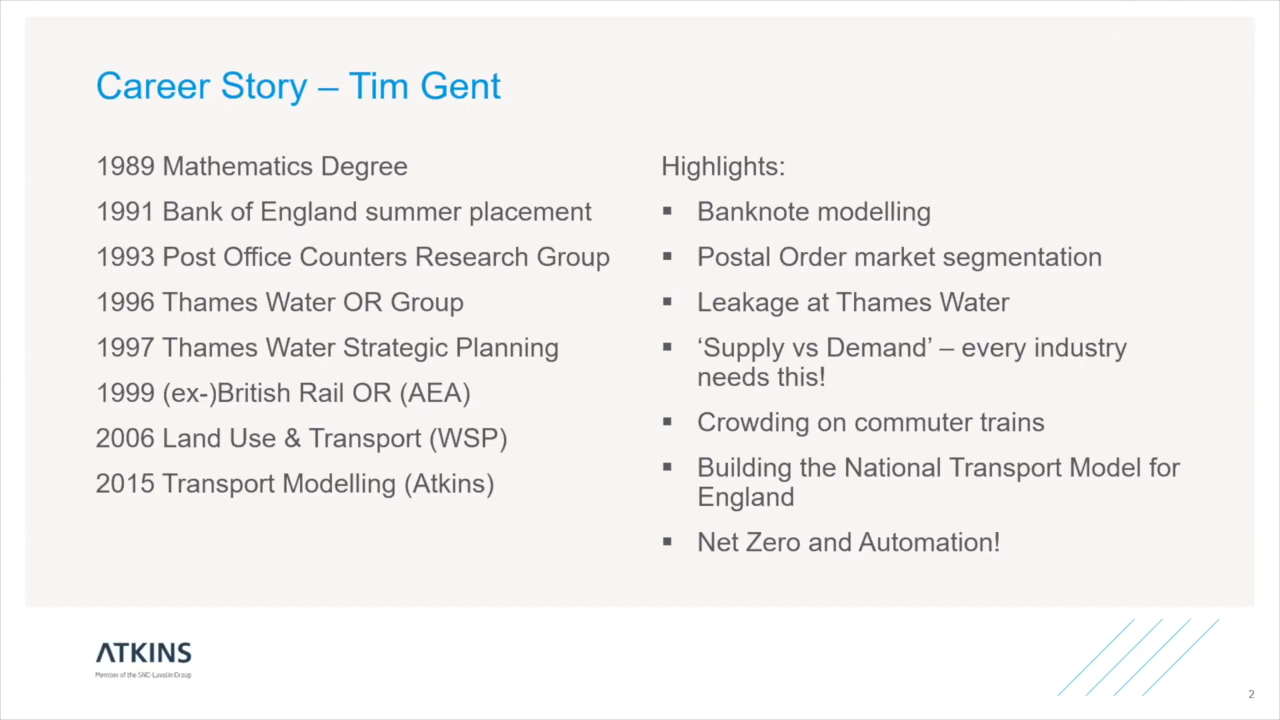 Career Story – Tim Gent
1989 Mathematics Degree
1991 Bank of England summer placement
1993 Post Office Counters Research Group
1996 Thames Water OR Group
1997 Thames Water Strategic Planning
1999 (ex-)British Rail OR (AEA)
2006 Land Use & Transport (WSP)
2015 Transport Modelling (Atkins)
Highlights:
▪ Banknote modelling
▪ Postal Order market segmentation
▪ Leakage at Thames Water
▪ ‘Supply vs Demand’ – every industry
needs this!
▪ Crowding on commuter trains
▪ Building the National Transport Model for
England
▪ Net Zero and Automation!
ATKINS
Member of the SNC-Lavalin Group
2